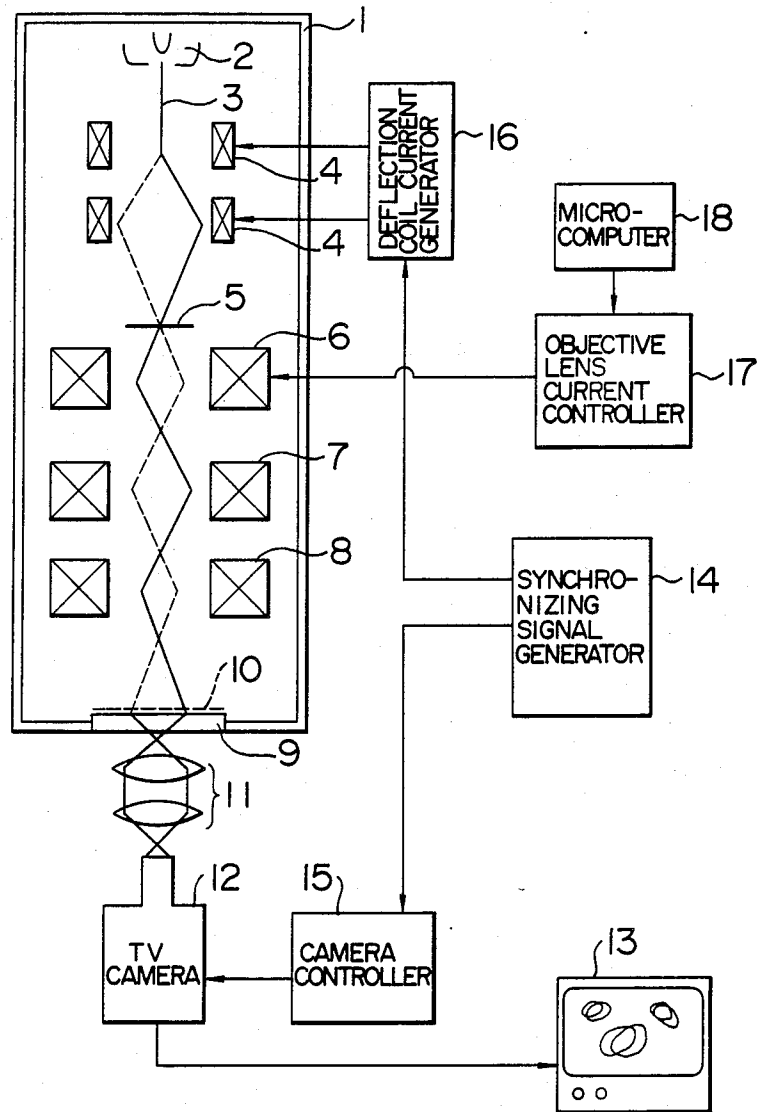 1
2
3
4
4
DEFLECTION
COIL CURRENT
GENERATOR
16
MICRO-
COMPUTER
18
5
6
OBJECTIVE
LENS
CURRENT
CONTROLLER
17
7
8
SYNCHRO-
NIZING
SIGNAL
GENERATOR
14
10
9
11
12
TV
CAMERA
15
CAMERA
CONTROLLER
13